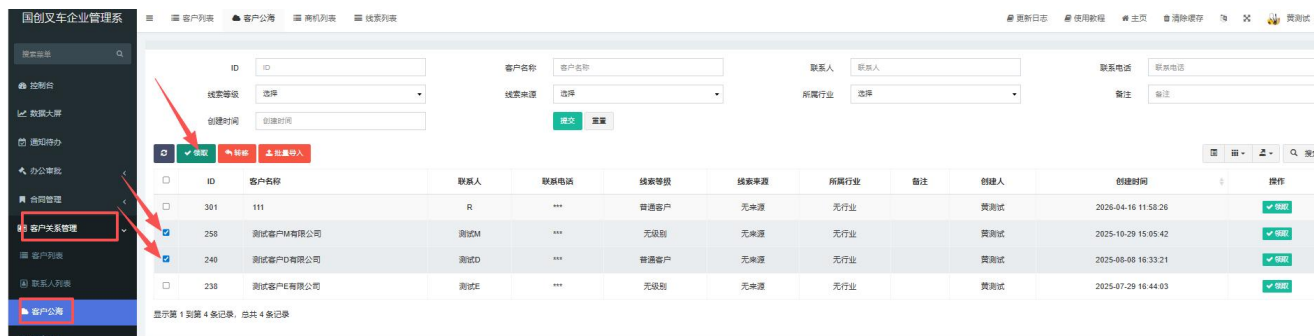 国创叉车企业管理系
客户列表 客户公海 商机列表 线索列表
更新日志 使用教程 主页 清除缓存 黄测试
搜索菜单
控制台
数据大屏
通知待办
办公审批
合同管理
客户关系管理
客户列表
联系人列表
客户公海
ID ID 客户名称 客户名称 联系人 联系人 联系电话 联系电话
线索等级 选择 线索来源 选择 所属行业 选择 备注 备注
创建时间 创建时间 提交 重置
领取 转移 批量导入
ID 客户名称 联系人 联系电话 线索等级 线索来源 所属行业 备注 创建人 创建时间 操作
301 111 R *** 普通客户 无来源 无行业 黄测试 2026-04-16 11:58:26 领取
258 测试客户M有限公司 测试M *** 无级别 无来源 无行业 黄测试 2025-10-29 15:05:42 领取
240 测试客户D有限公司 测试D *** 普通客户 无来源 无行业 黄测试 2025-08-08 16:33:21 领取
238 测试客户E有限公司 测试E *** 无级别 无来源 无行业 黄测试 2025-07-29 16:44:03 领取
显示第 1 到第 4 条记录，总共 4 条记录